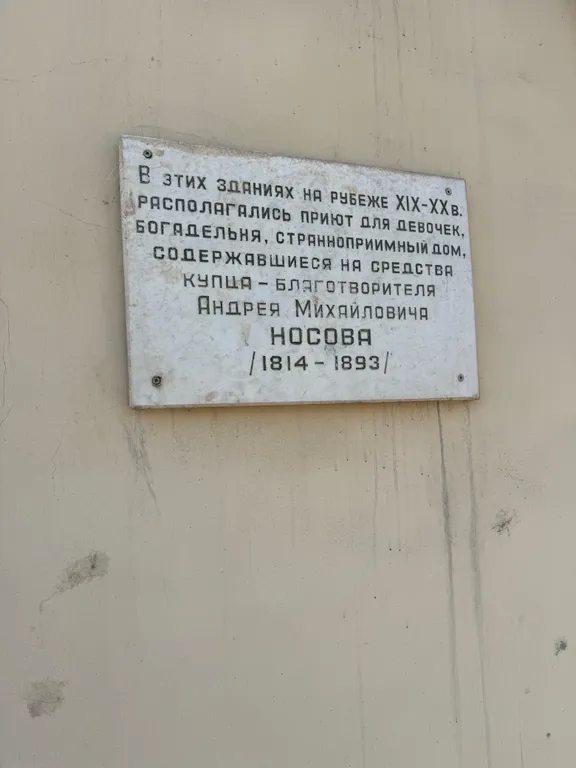 В ЭТИХ ЗДАНИЯХ НА РУБЕЖЕ XIX-XX В.
РАСПОЛАГАЛИСЬ ПРИЮТ ДЛЯ ДЕВОЧЕК,
БОГАДЕЛЬНЯ, СТРАННОПРИИМНЫЙ ДОМ,
СОДЕРЖАВШИЕСЯ НА СРЕДСТВА
КУПЦА - БЛАГОТВОРИТЕЛЯ
АНДРЕЯ МИХАЙЛОВИЧА
НОСОВА
/1814 - 1893/